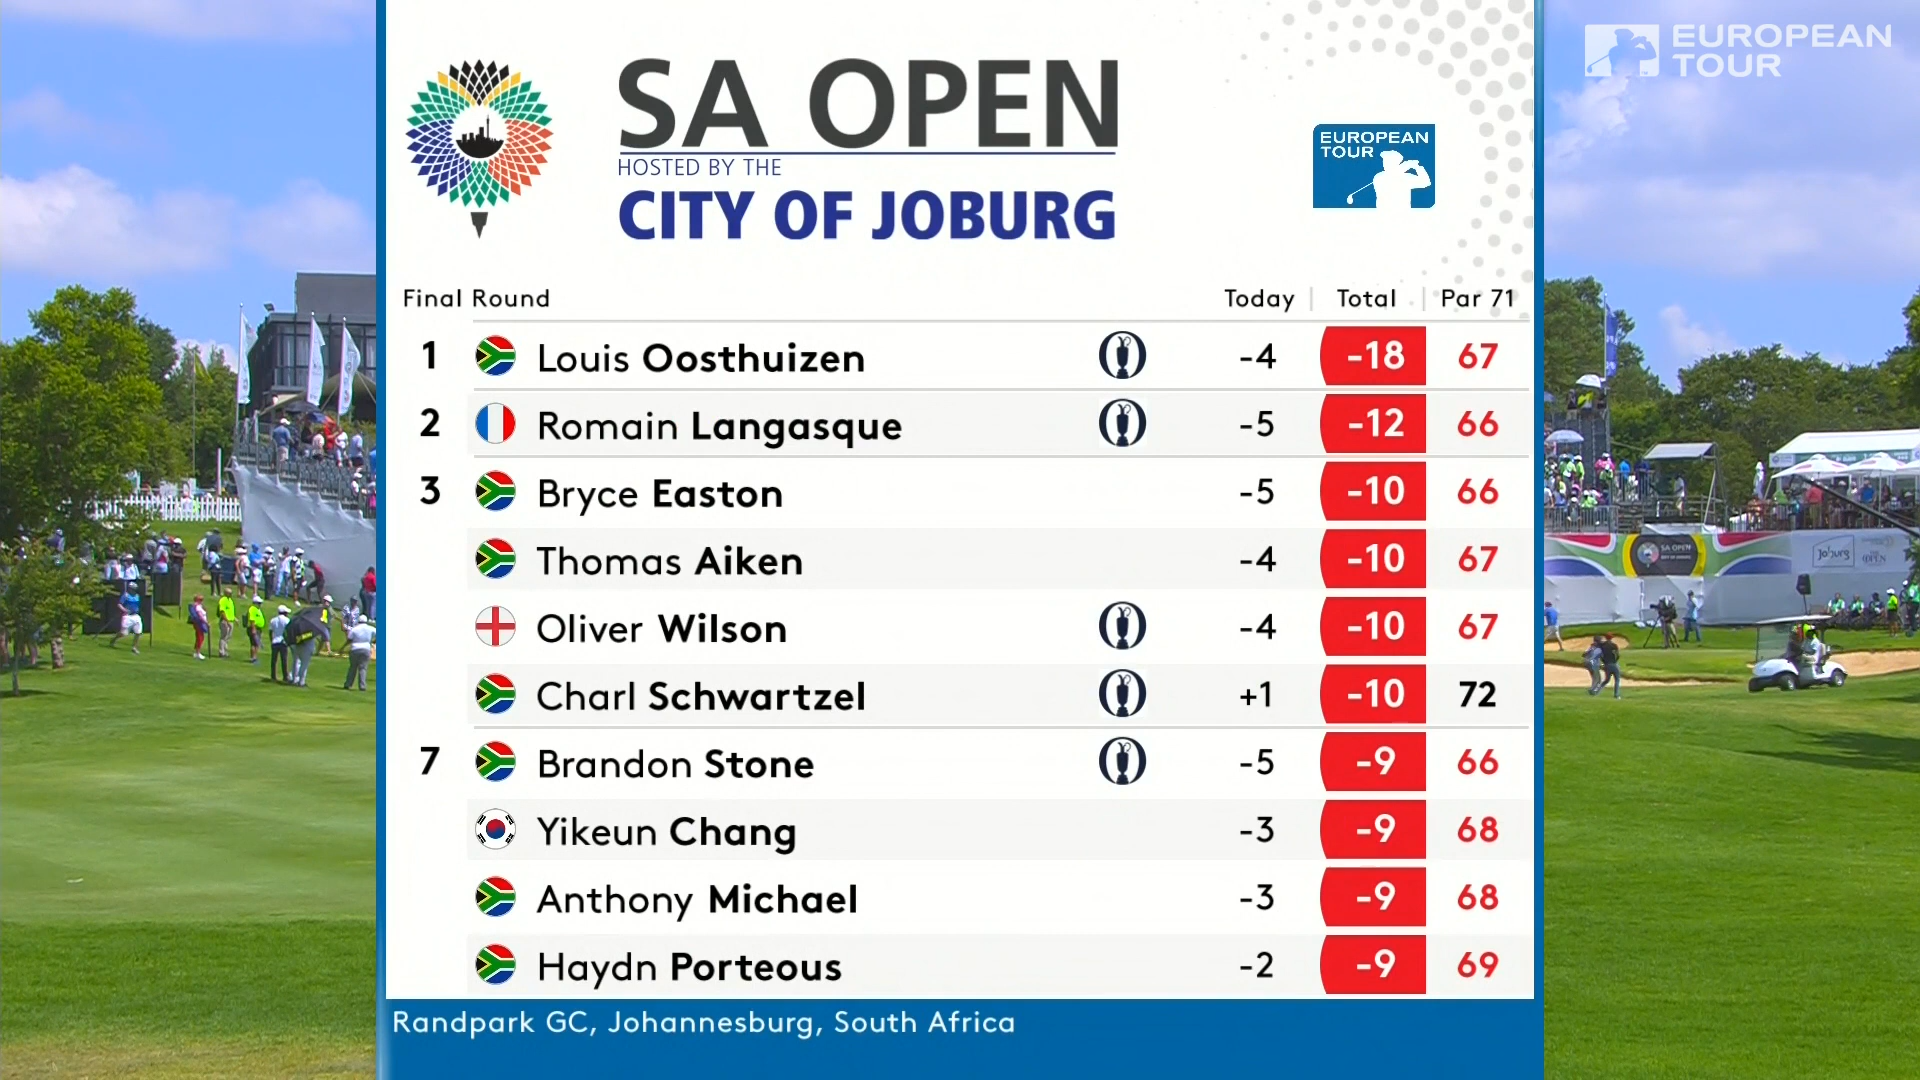 EUROPEAN
TOUR
SA OPEN
HOSTED BY THE
CITY OF JOBURG
EUROPEAN
TOUR
Final Round Today Total Par 71
1 Louis Oosthuizen -4 -18 67
2 Romain Langasque -5 -12 66
3 Bryce Easton -5 -10 66
Thomas Aiken -4 -10 67
Oliver Wilson -4 -10 67
Charl Schwartzel +1 -10 72
7 Brandon Stone -5 -9 66
Yikeun Chang -3 -9 68
Anthony Michael -3 -9 68
Haydn Porteous -2 -9 69
Randpark GC, Johannesburg, South Africa
SA OPEN
Joburg
OPEN